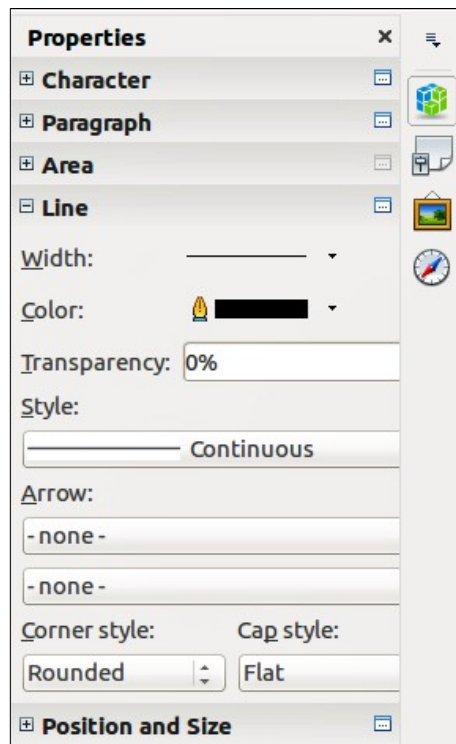 Properties
Character
Paragraph
Area
Line
Width:
Color:
Transparency: 0%
Style:
Continuous
Arrow:
- none -
- none -
Corner style: Cap style:
Rounded Flat
Position and Size